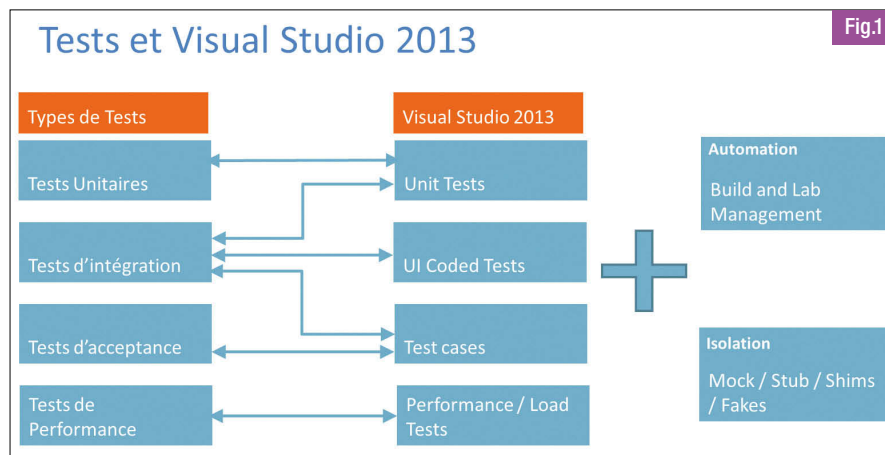 Tests et Visual Studio 2013
Fig.1
Types de Tests
Visual Studio 2013
Tests Unitaires
Unit Tests
Tests d'intégration
UI Coded Tests
Tests d'acceptance
Test cases
Tests de
Performance
Performance / Load
Tests
Automation
Build and Lab
Management
Isolation
Mock / Stub / Shims
/ Fakes